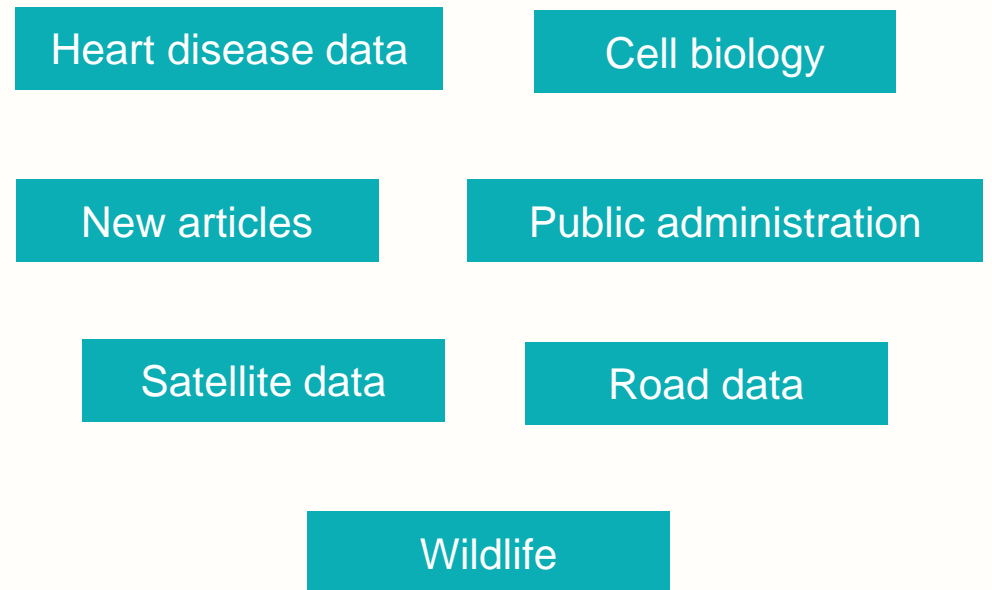 Heart disease data
Cell biology
New articles
Public administration
Satellite data
Road data
Wildlife